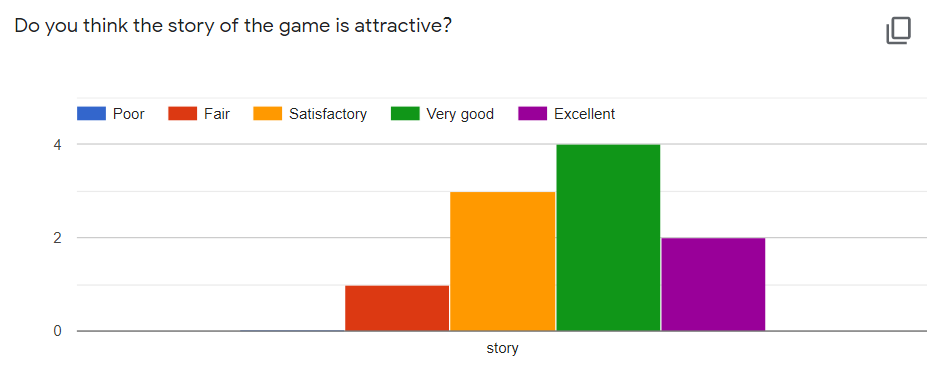 Do you think the story of the game is attractive?
Poor Fair Satisfactory Very good Excellent
4
2
0
story